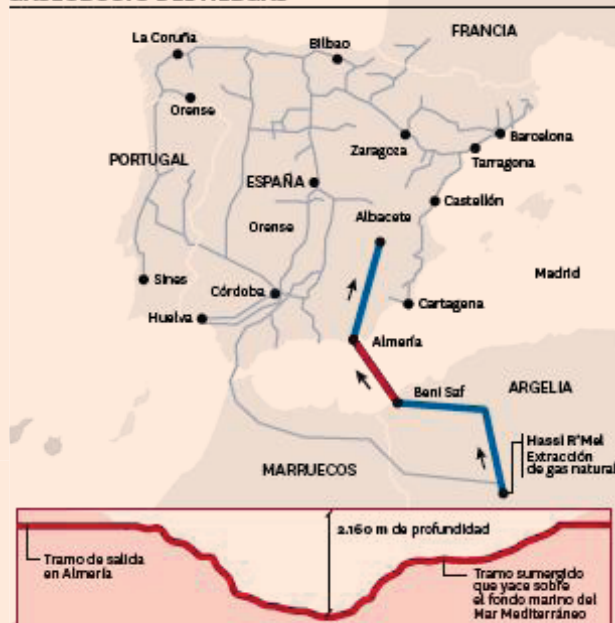 FRANCIA
La Coruña
Bilbao
Orense
Zaragoza
Barcelona
Tarragona
PORTUGAL
ESPAÑA
Castellón
Albacete
Orense
Madrid
Sines
Córdoba
Cartagena
Huelva
Almería
ARGELIA
Beni Saf
Hassi R'Mel
Extracción
de gas natural
MARRUECOS
2.160 m de profundidad
Tramo de salida
en Almería
Tramo sumergido
que yace sobre
el fondo marino del
Mar Mediterráneo